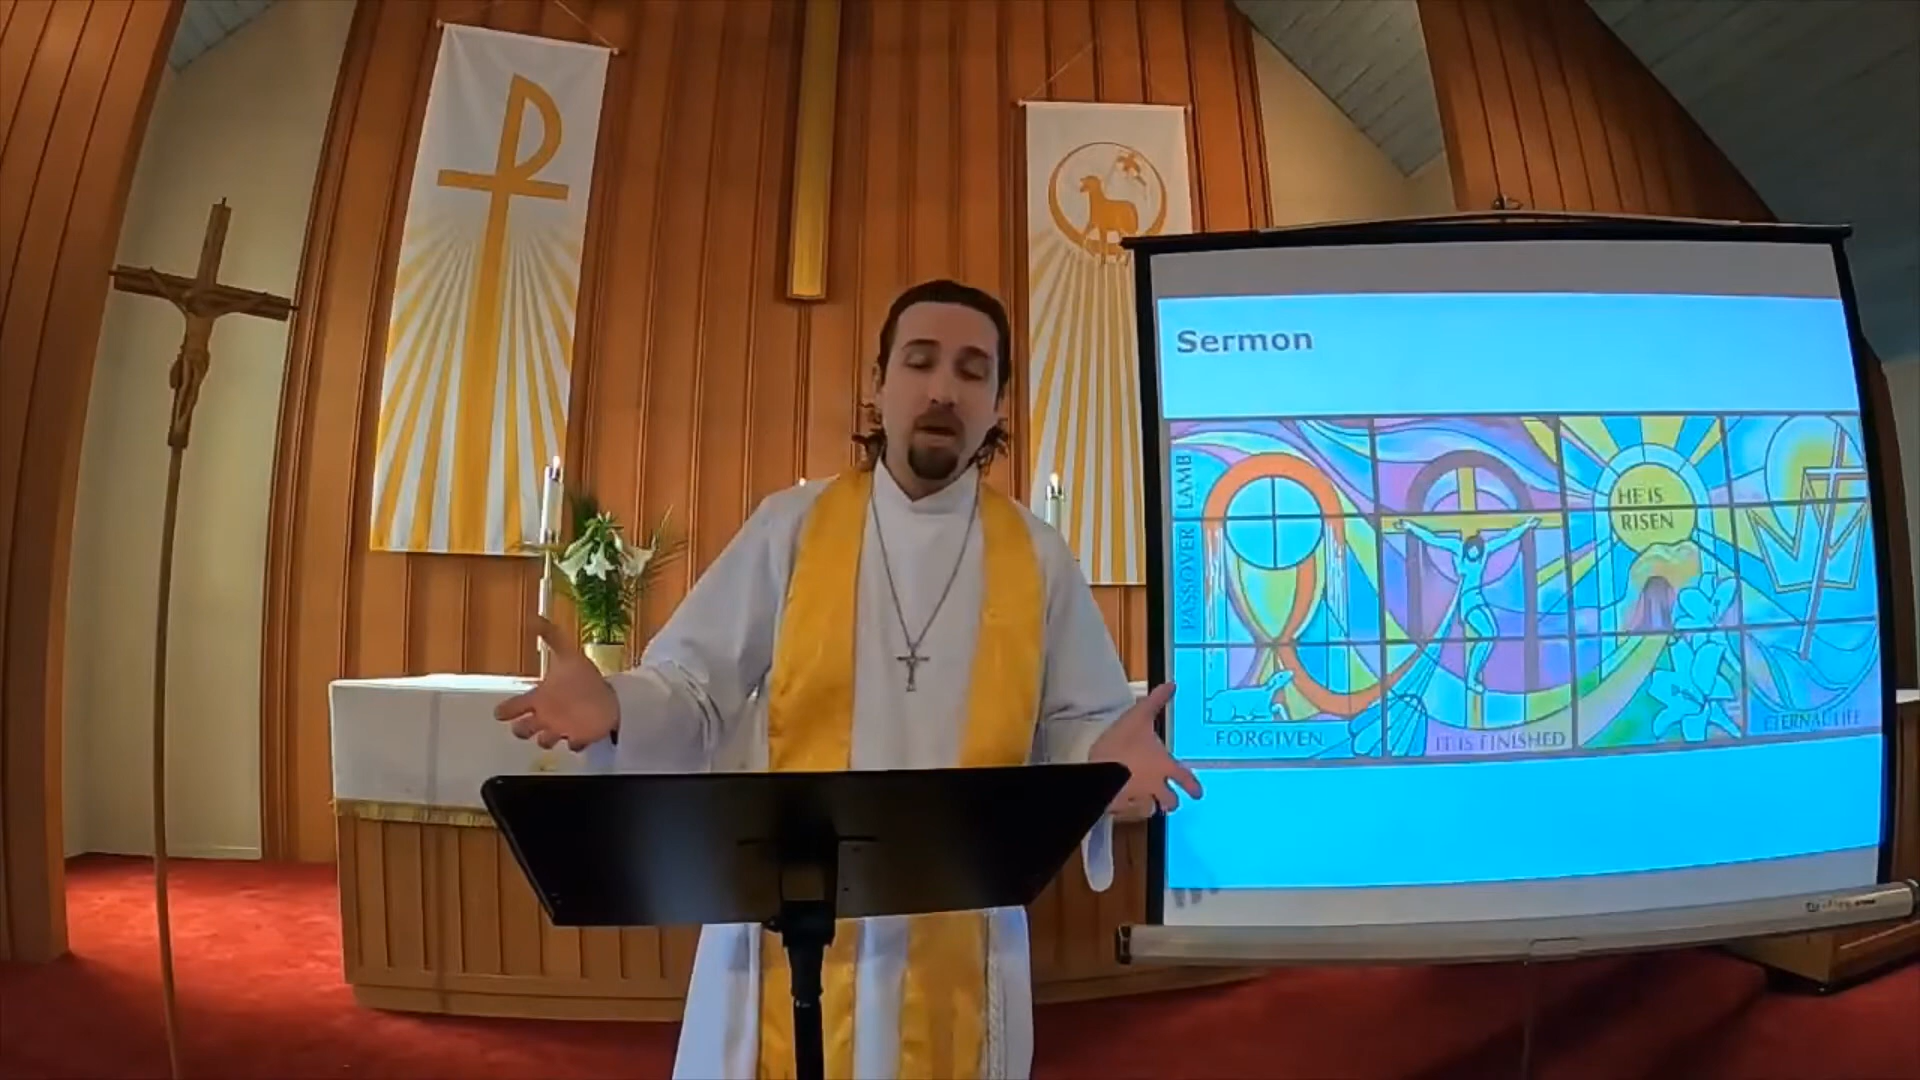 Sermon
PASSOVER LAMB
FORGIVEN
IT IS FINISHED
HE IS
RISEN
ETERNAL LIFE